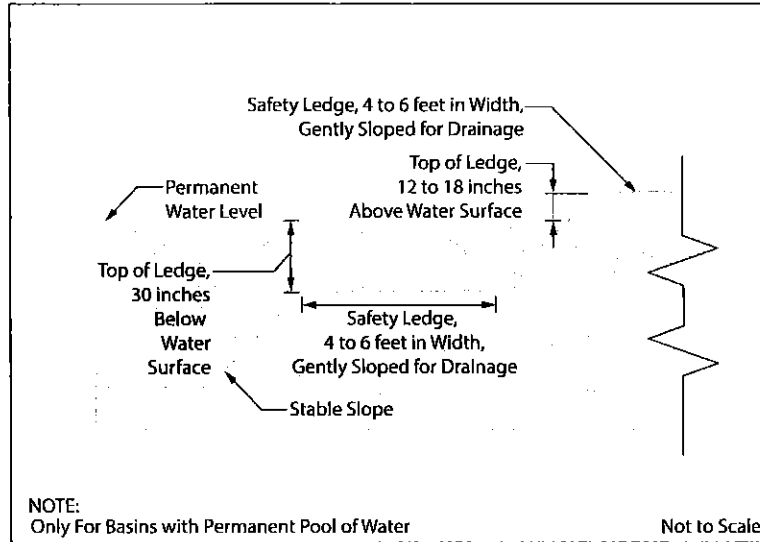 Safety Ledge, 4 to 6 feet in Width,
Gently Sloped for Drainage
Top of Ledge,
12 to 18 inches
Above Water Surface
Permanent
Water Level
Top of Ledge,
30 inches
Below
Water
Surface
Safety Ledge,
4 to 6 feet in Width,
Gently Sloped for Drainage
Stable Slope
NOTE:
Only For Basins with Permanent Pool of Water
Not to Scale